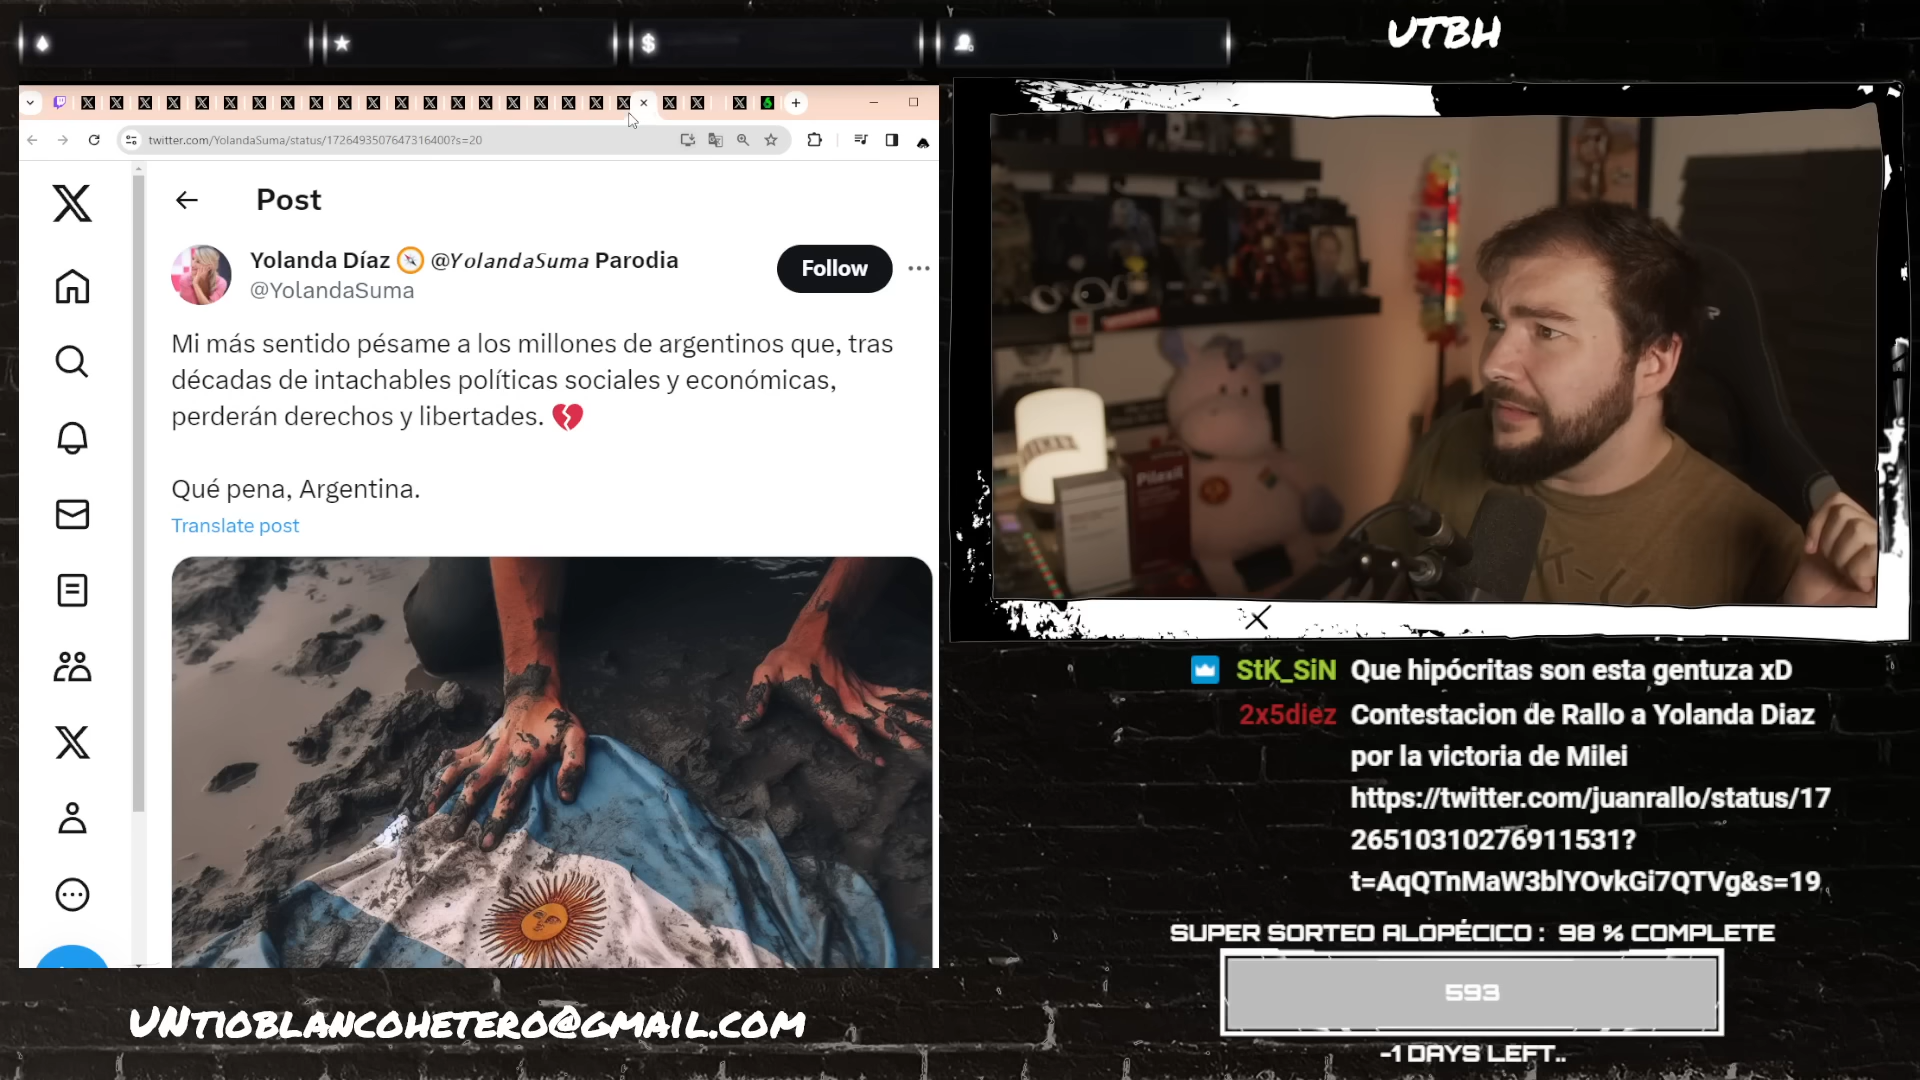 UTBH
twitter.com/YolandaSuma/status/1726493507647316400?s=20
Post
Yolanda Díaz 🧭 @YolandaSuma Parodia
@YolandaSuma
Follow
Mi más sentido pésame a los millones de argentinos que, tras
décadas de intachables políticas sociales y económicas,
perderán derechos y libertades. 💔
Qué pena, Argentina.
Translate post
Pilexil
StK_SiN Que hipócritas son esta gentuza xD
2x5diez Contestacion de Rallo a Yolanda Diaz
por la victoria de Milei
https://twitter.com/juanrallo/status/17
26510310276911531?
t=AqQTnMaW3blYOvkGi7QTVg&s=19
SUPER SORTEO ALOPÉCICO : 98 % COMPLETE
593
-1 DAYS LEFT..
UNTIOBLANCOHETERO@GMAIL.COM